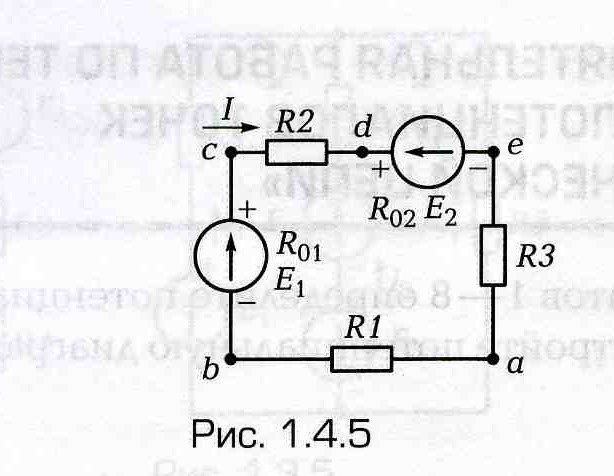 I R2 d
c e
+ −
R02 E2
+
R01
E1
R3
−
R1
b a
Рис. 1.4.5